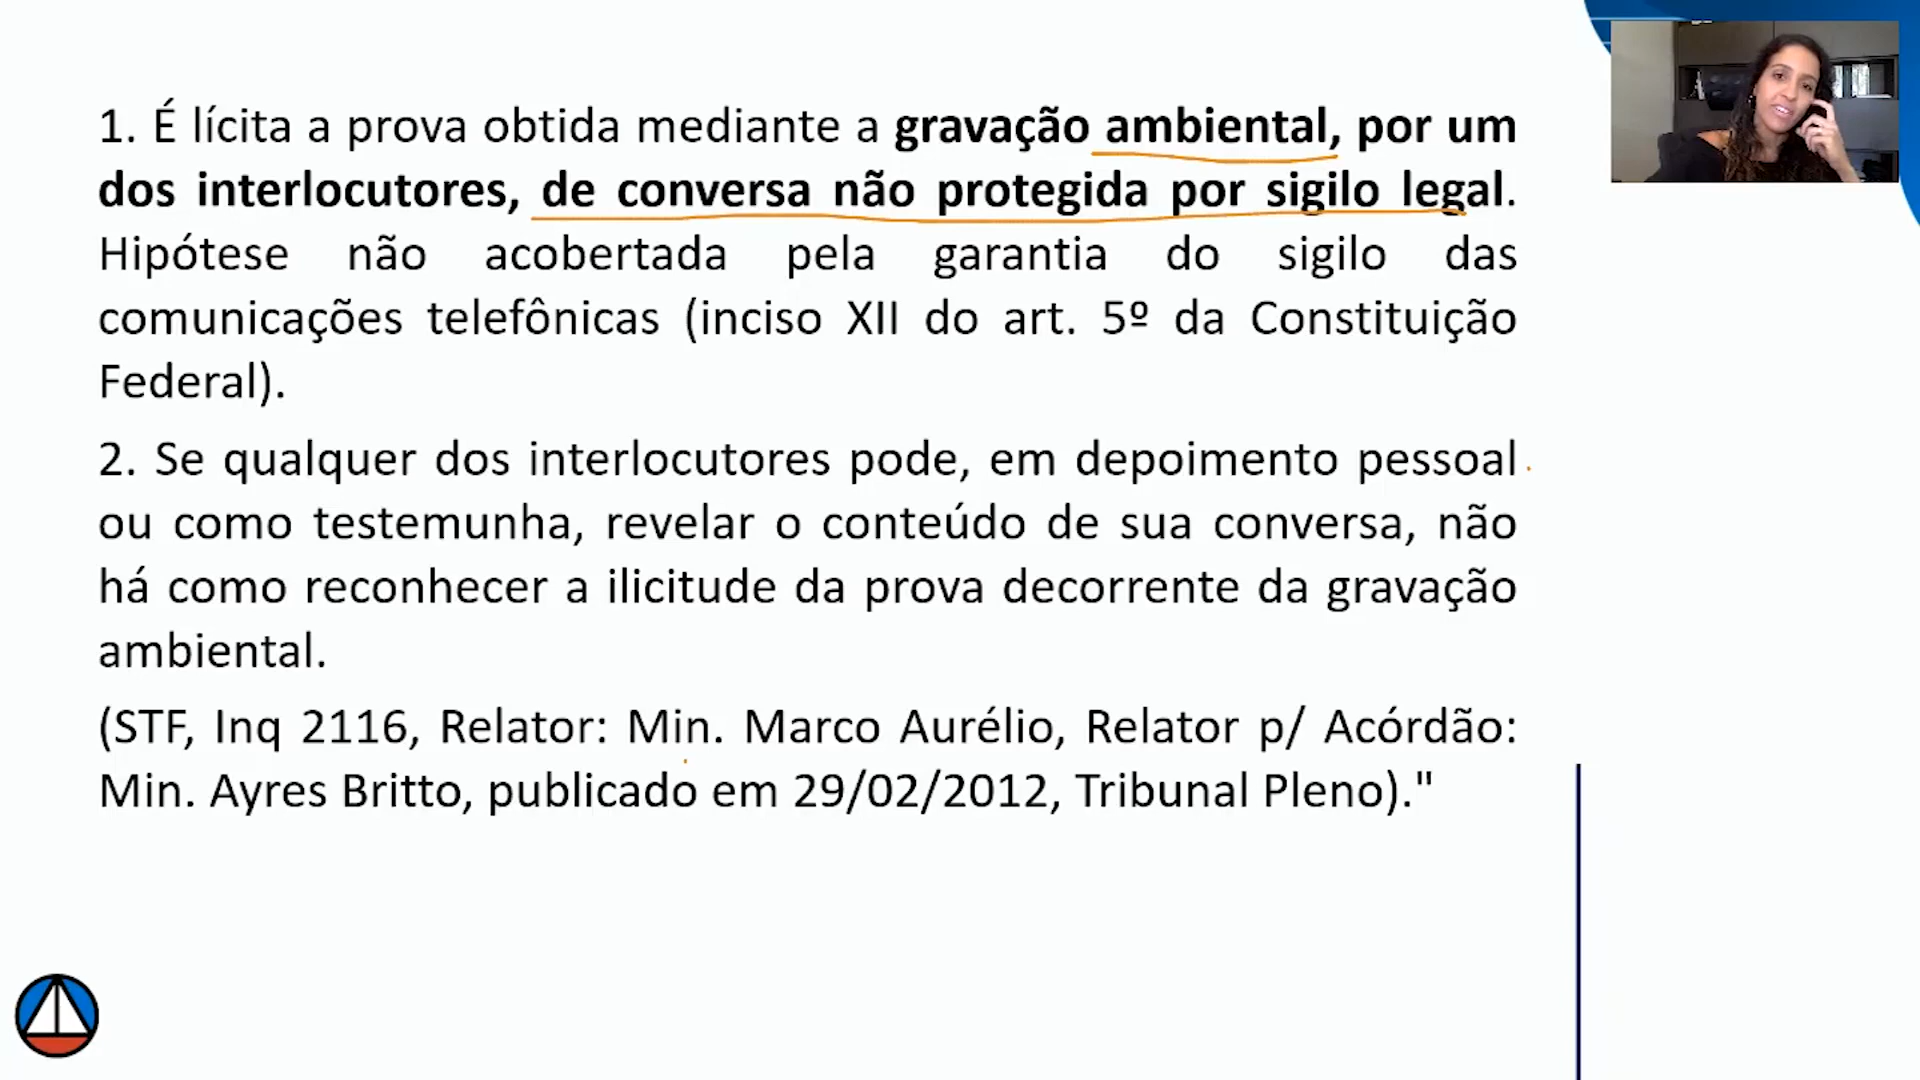 1. É lícita a prova obtida mediante a gravação ambiental, por um
dos interlocutores, de conversa não protegida por sigilo legal.
Hipótese não acobertada pela garantia do sigilo das
comunicações telefônicas (inciso XII do art. 5º da Constituição
Federal).
2. Se qualquer dos interlocutores pode, em depoimento pessoal
ou como testemunha, revelar o conteúdo de sua conversa, não
há como reconhecer a ilicitude da prova decorrente da gravação
ambiental.
(STF, Inq 2116, Relator: Min. Marco Aurélio, Relator p/ Acórdão:
Min. Ayres Britto, publicado em 29/02/2012, Tribunal Pleno)."